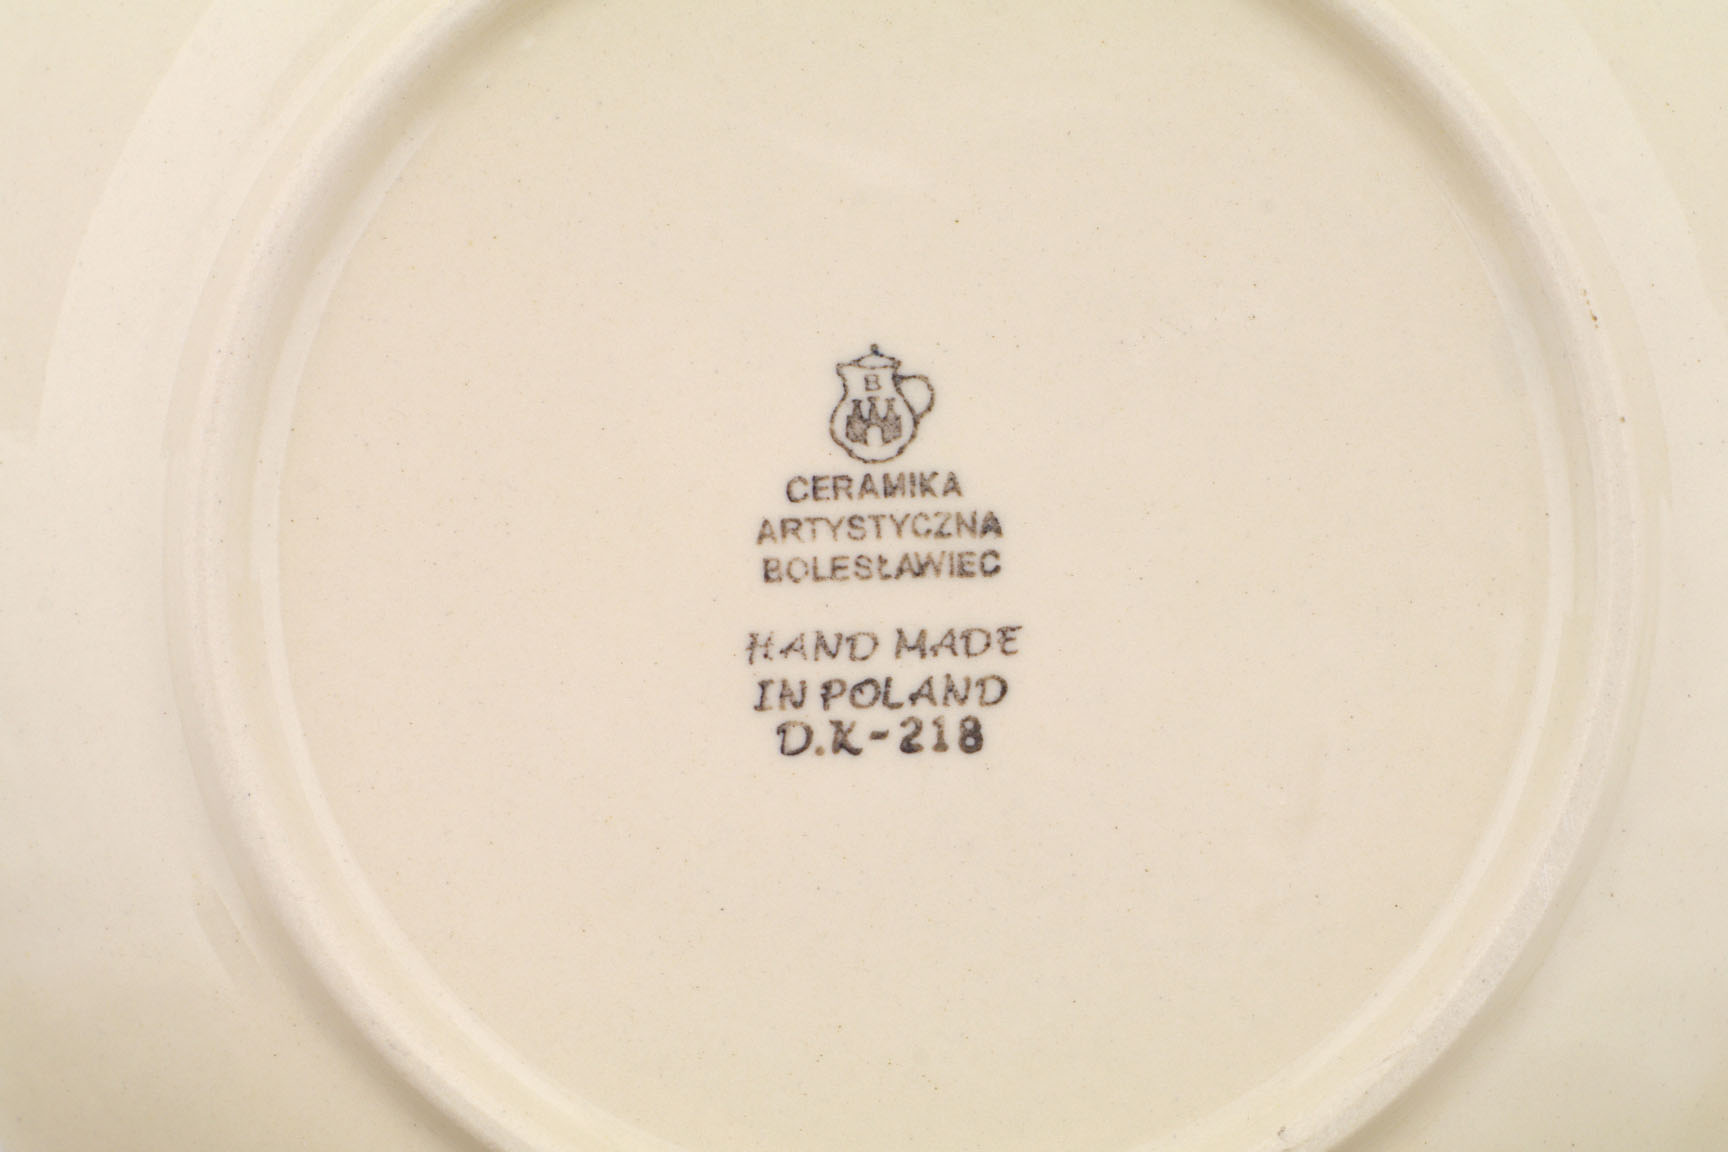 B
CERAMIKA
ARTYSTYCZNA
BOLESŁAWIEC
HAND MADE
IN POLAND
D.K-218